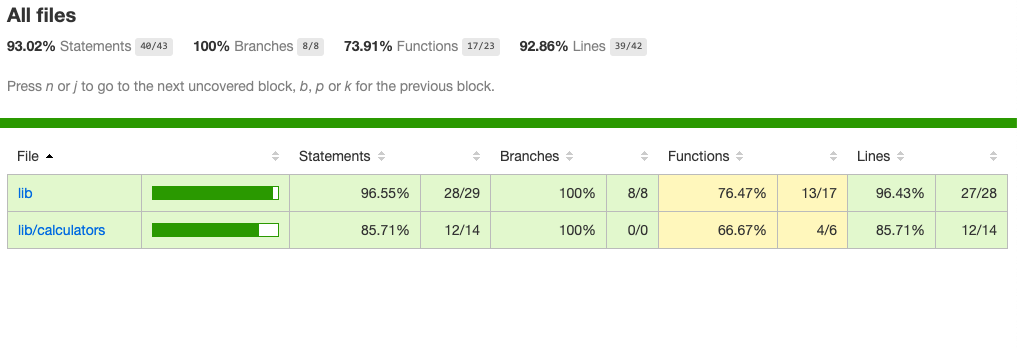 All files
93.02% Statements 40/43 100% Branches 8/8 73.91% Functions 17/23 92.86% Lines 39/42
Press n or j to go to the next uncovered block, b, p or k for the previous block.
File Statements Branches Functions Lines
lib 96.55% 28/29 100% 8/8 76.47% 13/17 96.43% 27/28
lib/calculators 85.71% 12/14 100% 0/0 66.67% 4/6 85.71% 12/14